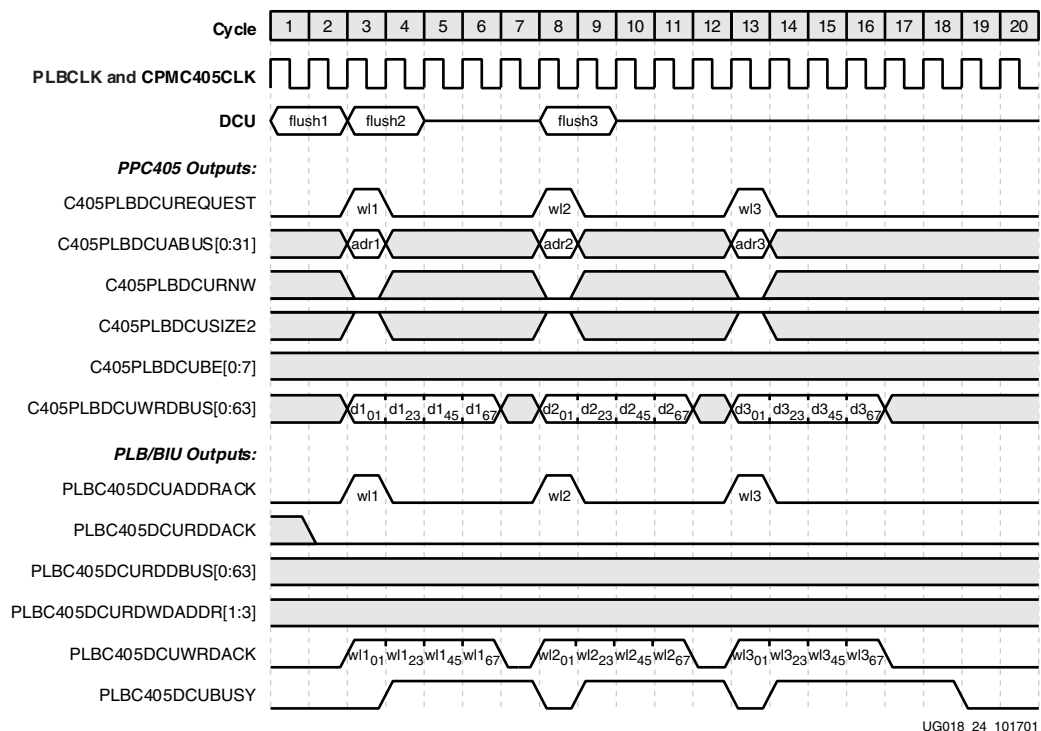 Cycle 1 2 3 4 5 6 7 8 9 10 11 12 13 14 15 16 17 18 19 20
PLBCLK and CPMC405CLK
DCU flush1 flush2 flush3
PPC405 Outputs:
C405PLBDCUREQUEST wl1 wl2 wl3
C405PLBDCUABUS[0:31] adr1 adr2 adr3
C405PLBDCURNW
C405PLBDCUSIZE2
C405PLBDCUBE[0:7]
C405PLBDCUWRDBUS[0:63] d101 d123 d145 d167 d201 d223 d245 d267 d301 d323 d345 d367
PLB/BIU Outputs:
PLBC405DCUADDRACK wl1 wl2 wl3
PLBC405DCURDDACK
PLBC405DCURDDBUS[0:63]
PLBC405DCURDWDADDR[1:3]
PLBC405DCUWRDACK wl101 wl123 wl145 wl167 wl201 wl223 wl245 wl267 wl301 wl323 wl345 wl367
PLBC405DCUBUSY
UG018_24_101701